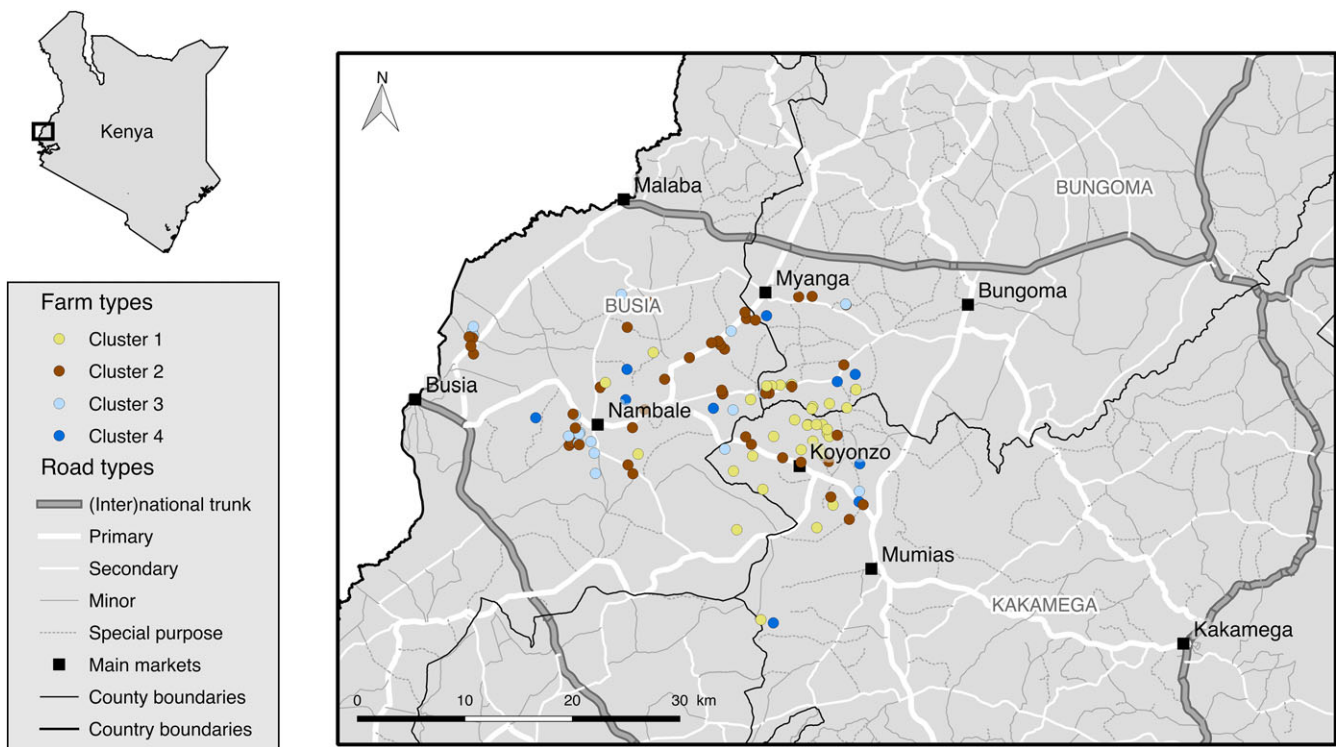 Kenya
N
Malaba
BUNGOMA
Myanga
Bungoma
BUSIA
Busia
Nambale
Koyonzo
Mumias
KAKAMEGA
Kakamega
0 10 20 30 km
Farm types
Cluster 1
Cluster 2
Cluster 3
Cluster 4
Road types
(Inter)national trunk
Primary
Secondary
Minor
Special purpose
Main markets
County boundaries
Country boundaries